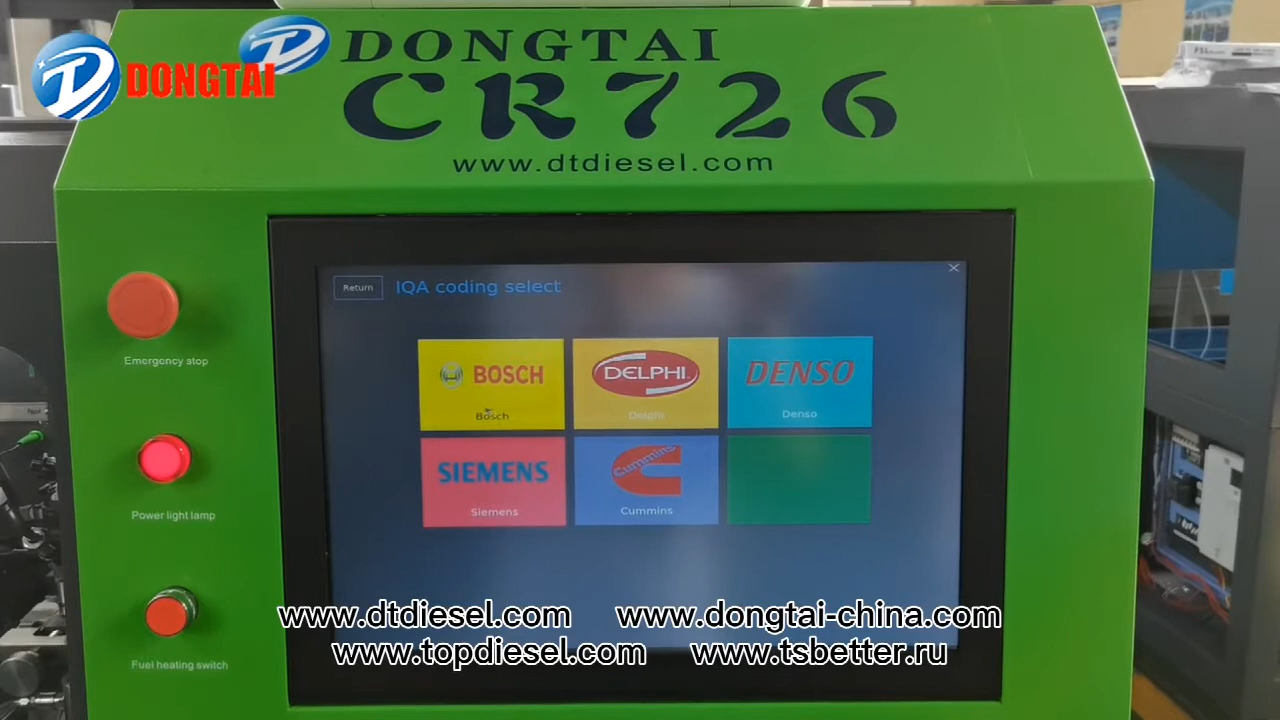 DONGTAI
DONGTAI
CR726
www.dtdiesel.com
Return
IQA coding select
BOSCH
Bosch
DELPHI
Delphi
DENSO
Denso
SIEMENS
Siemens
Cummins
Cummins
Emergency stop
Power light lamp
Fuel heating switch
www.dtdiesel.com www.dongtai-china.com
www.topdiesel.com www.tsbetter.ru